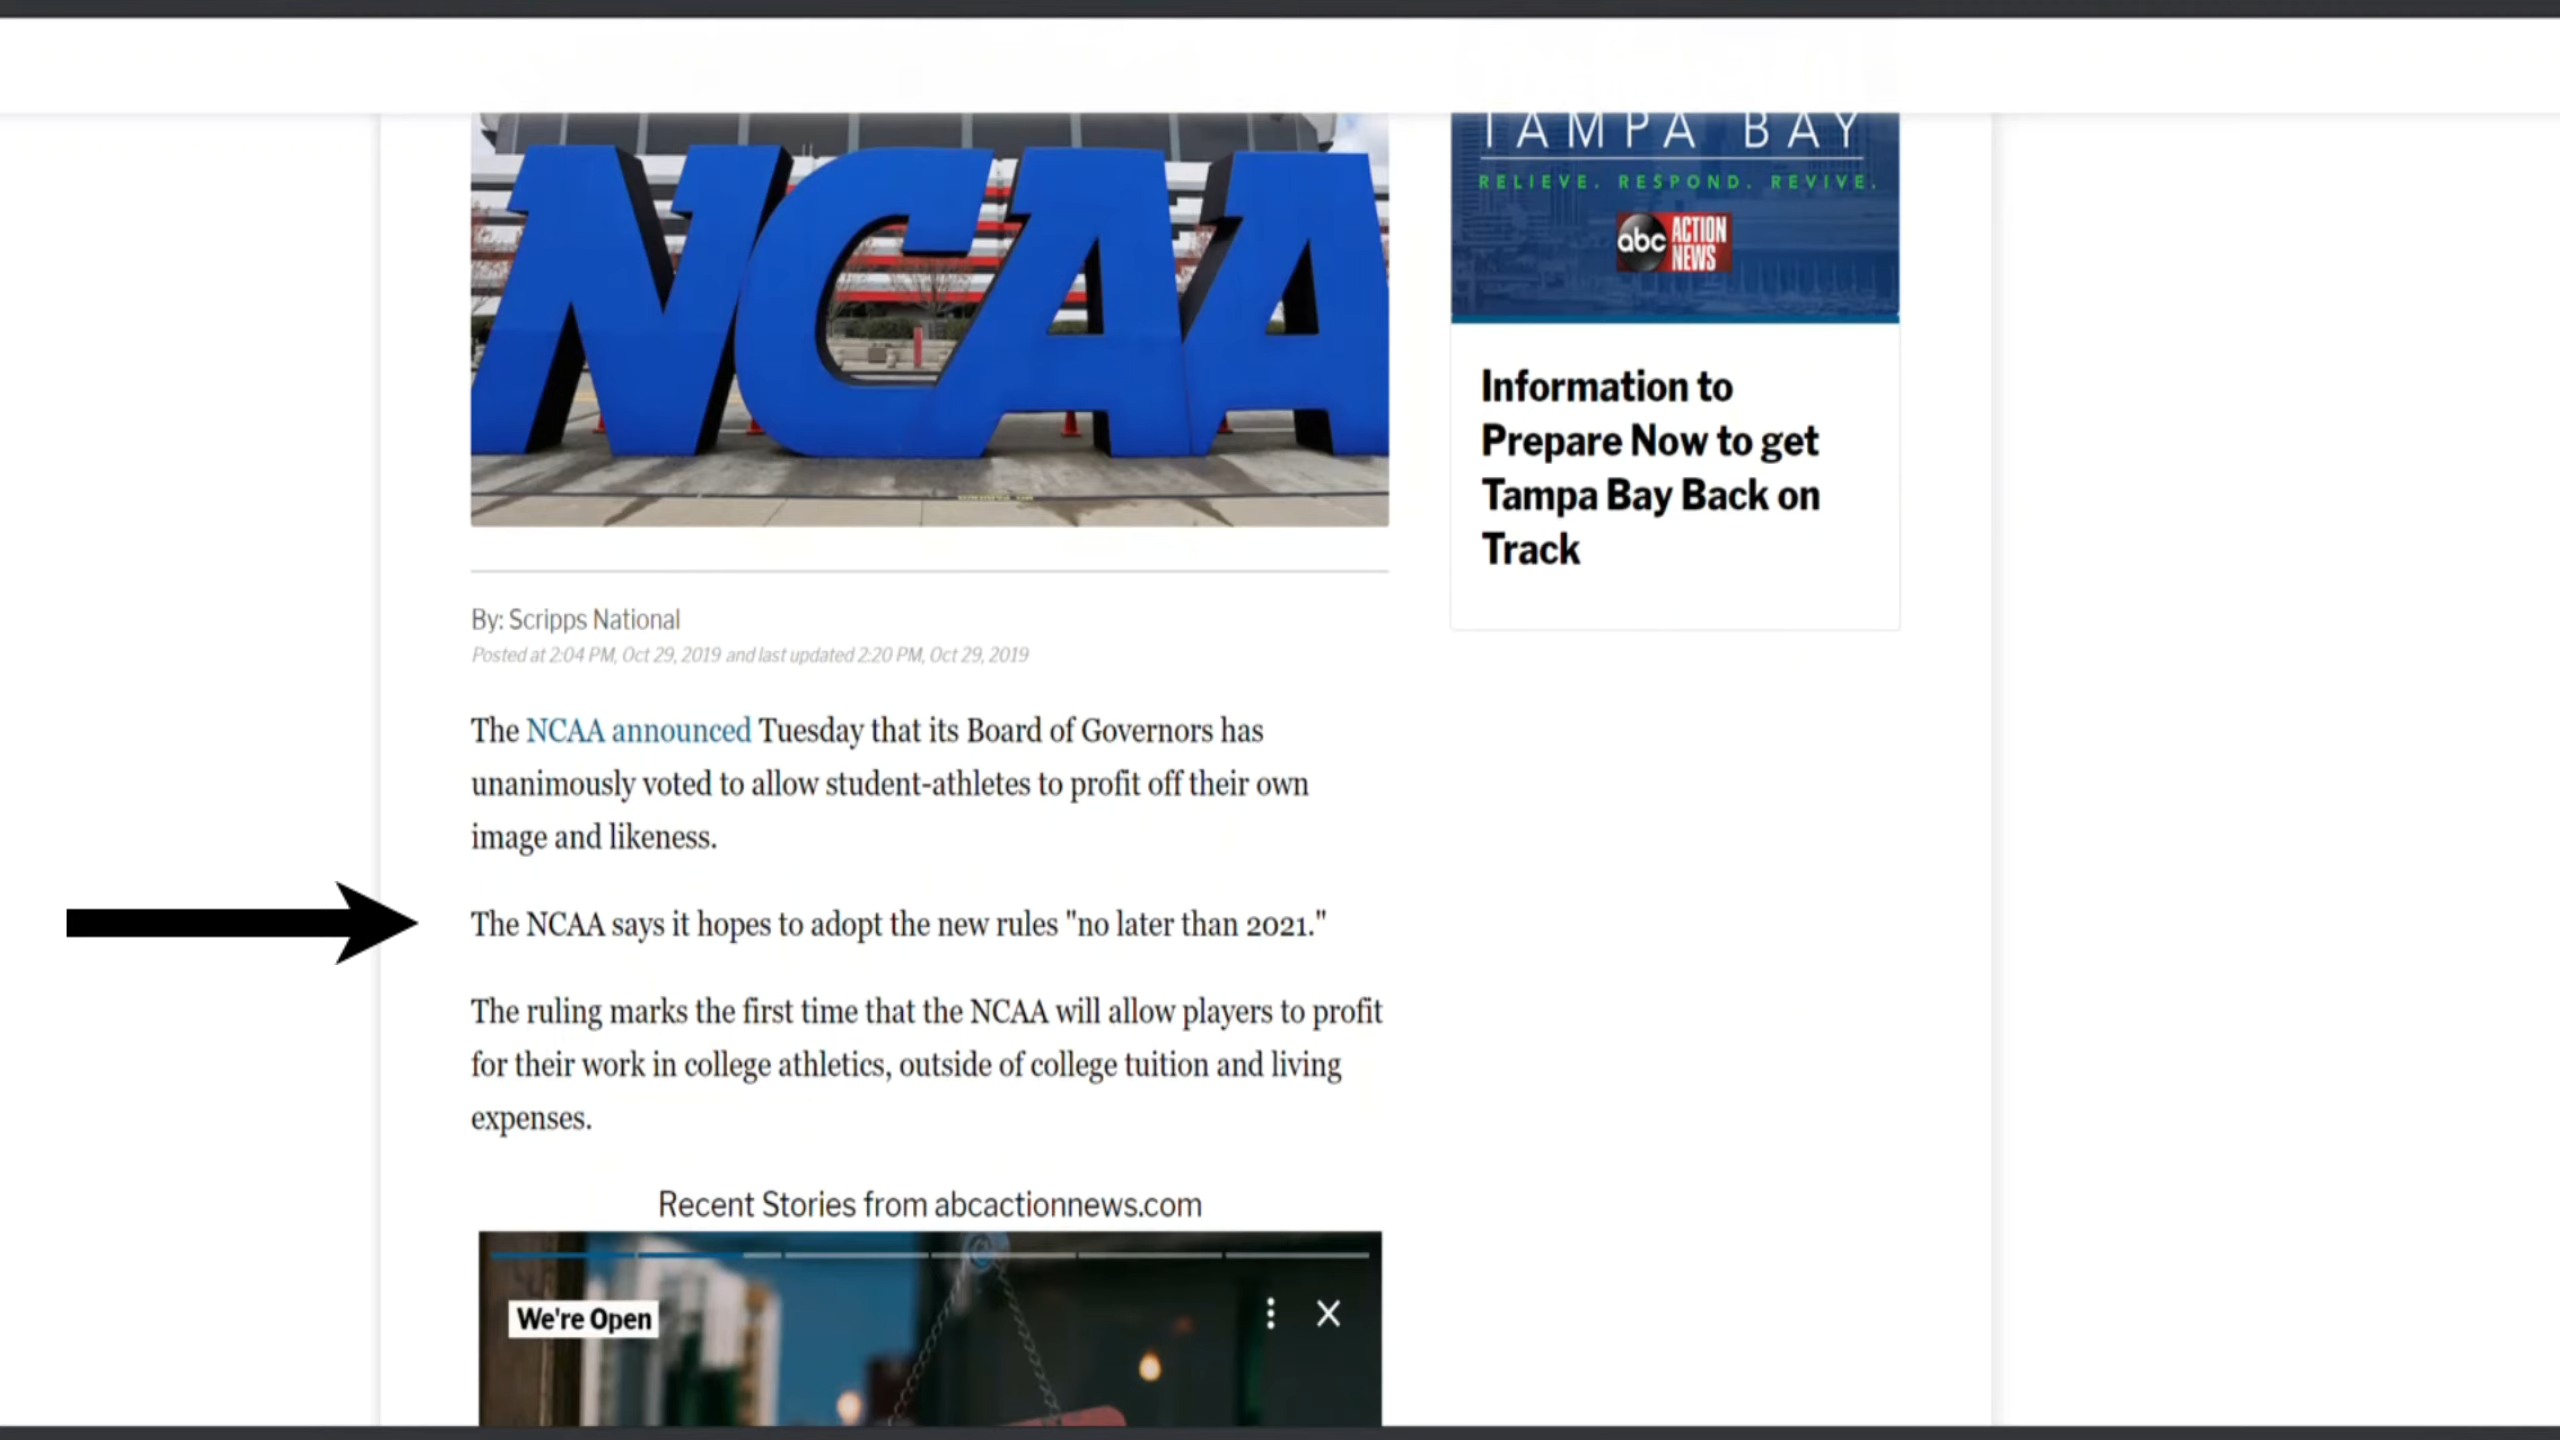 NCAA
TAMPA BAY
RELIEVE. RESPOND. REVIVE.
abc ACTION
NEWS
Information to
Prepare Now to get
Tampa Bay Back on
Track
By: Scripps National
Posted at 2:04 PM, Oct 29, 2019 and last updated 2:20 PM, Oct 29, 2019
The NCAA announced Tuesday that its Board of Governors has
unanimously voted to allow student-athletes to profit off their own
image and likeness.
The NCAA says it hopes to adopt the new rules "no later than 2021."
The ruling marks the first time that the NCAA will allow players to profit
for their work in college athletics, outside of college tuition and living
expenses.
Recent Stories from abcactionnews.com
We're Open